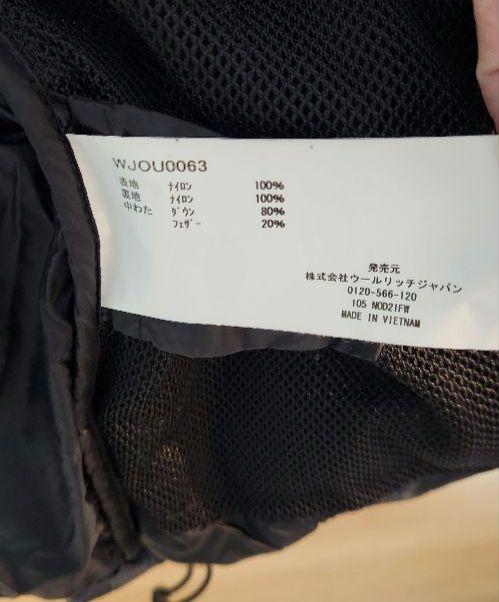 WJOU0063
表地 ナイロン 100%
裏地 ナイロン 100%
中わた ダウン 80%
フェザー 20%
発売元
株式会社ウールリッチジャパン
0120-566-120
105 NOD21FW
MADE IN VIETNAM